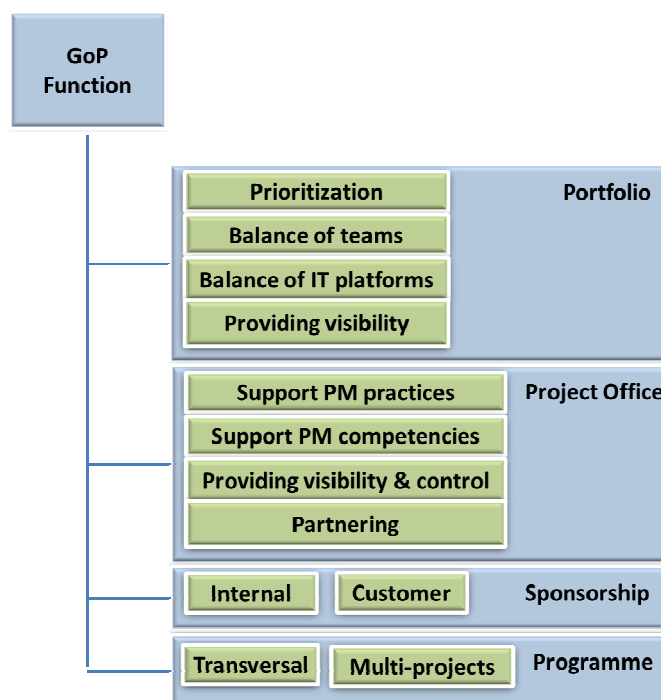 GoP
Function
Prioritization
Portfolio
Balance of teams
Balance of IT platforms
Providing visibility
Support PM practices
Project Office
Support PM competencies
Providing visibility & control
Partnering
Internal
Customer
Sponsorship
Transversal
Multi-projects
Programme